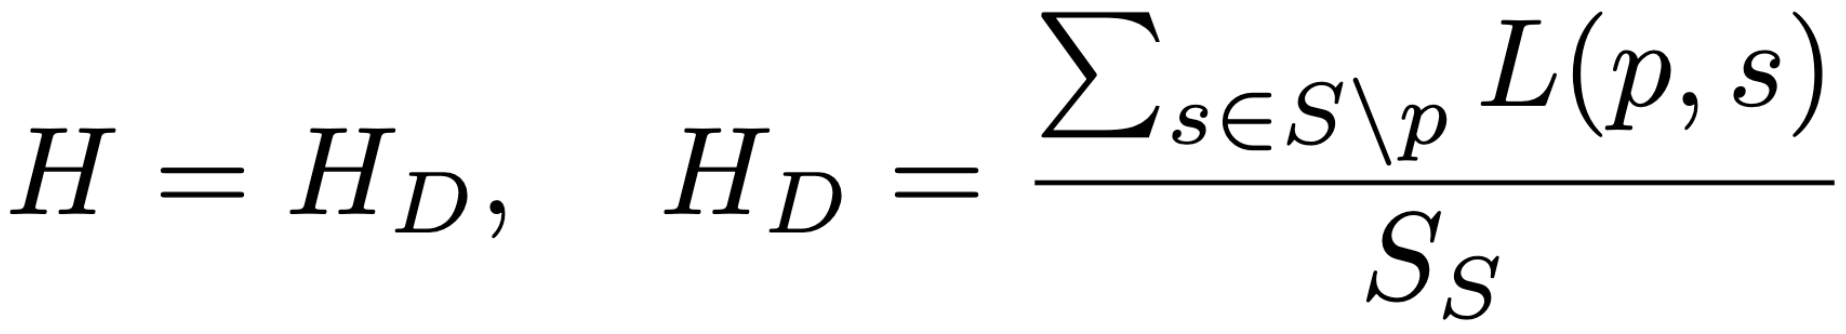 H = H_D,    H_D = \frac{\sum_{s \in S \setminus p} L(p, s)}{S_S}